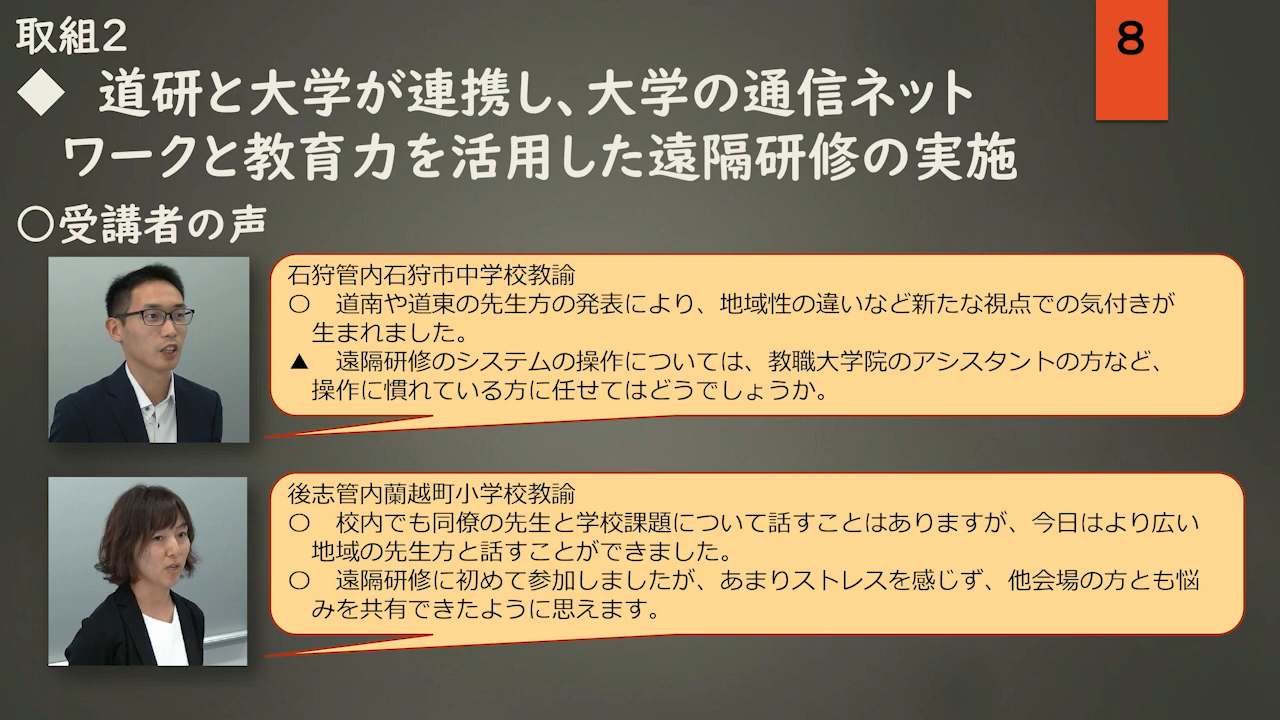 取組2
8
◆ 道研と大学が連携し、大学の通信ネット
ワークと教育力を活用した遠隔研修の実施
○受講者の声
石狩管内石狩市中学校教諭
○ 道南や道東の先生方の発表により、地域性の違いなど新たな視点での気付きが
生まれました。
▲ 遠隔研修のシステムの操作については、教職大学院のアシスタントの方など、
操作に慣れている方に任せてはどうでしょうか。
後志管内蘭越町小学校教諭
○ 校内でも同僚の先生と学校課題について話すことはありますが、今日はより広い
地域の先生方と話すことができました。
○ 遠隔研修に初めて参加しましたが、あまりストレスを感じず、他会場の方とも悩
みを共有できたように思えます。